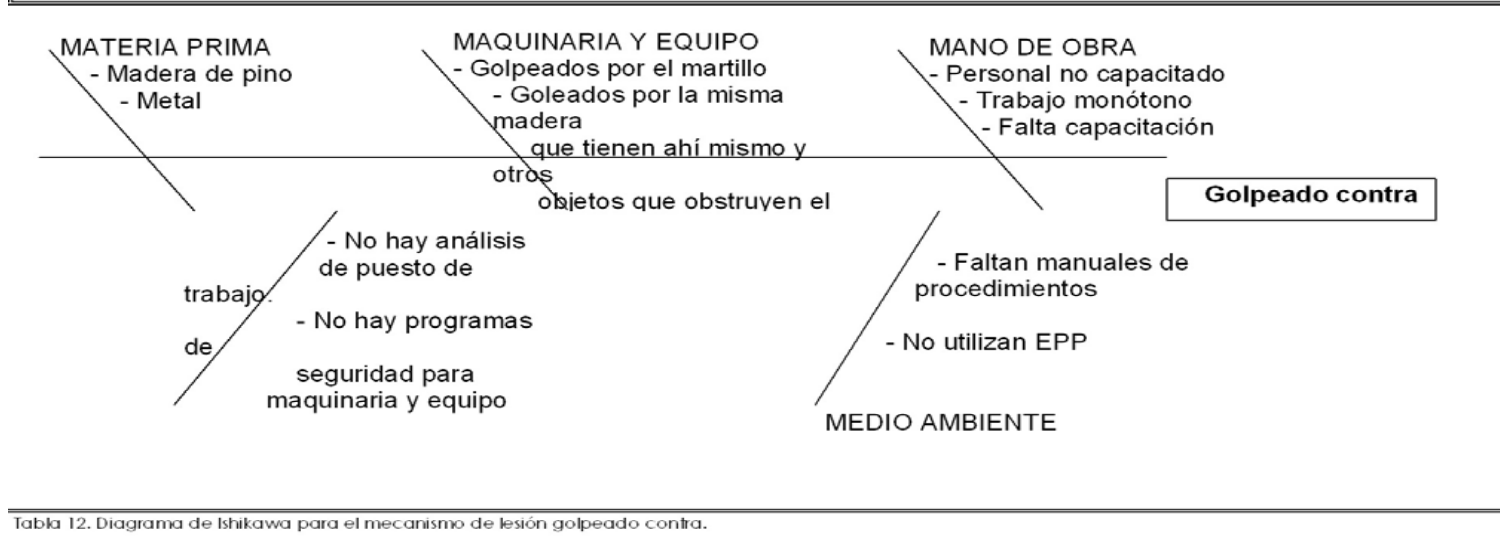 MATERIA PRIMA
- Madera de pino
- Metal
MAQUINARIA Y EQUIPO
- Golpeados por el martillo
- Goleados por la misma
madera
que tienen ahí mismo y
otros
objetos que obstruyen el
MANO DE OBRA
- Personal no capacitado
- Trabajo monótono
- Falta capacitación
Golpeado contra
- No hay análisis
de puesto de
trabajo.
- No hay programas
de
seguridad para
maquinaria y equipo
- Faltan manuales de
procedimientos
- No utilizan EPP
MEDIO AMBIENTE
Tabla 12. Diagrama de Ishikawa para el mecanismo de lesión golpeado contra.